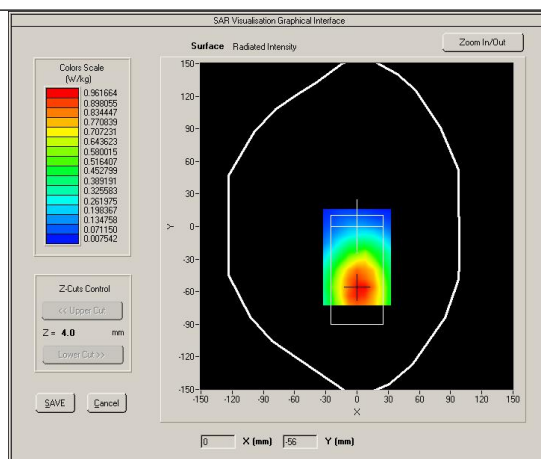 SAR Visualisation Graphical Interface
Surface Radiated Intensity
Zoom In/Out
Colors Scale
(W/kg)
0.961664
0.898055
0.834447
0.770839
0.707231
0.643623
0.580015
0.516407
0.452799
0.389191
0.325583
0.261975
0.198367
0.134758
0.071150
0.007542
Z-Cuts Control
<< Upper Cut
Z = 4.0 mm
Lower Cut >>
SAVE Cancel
150
120
90
60
30
0
-30
-60
-90
-120
-150
Y
-150 -120 -90 -60 -30 0 30 60 90 120 150
X
0 X (mm) -56 Y (mm)